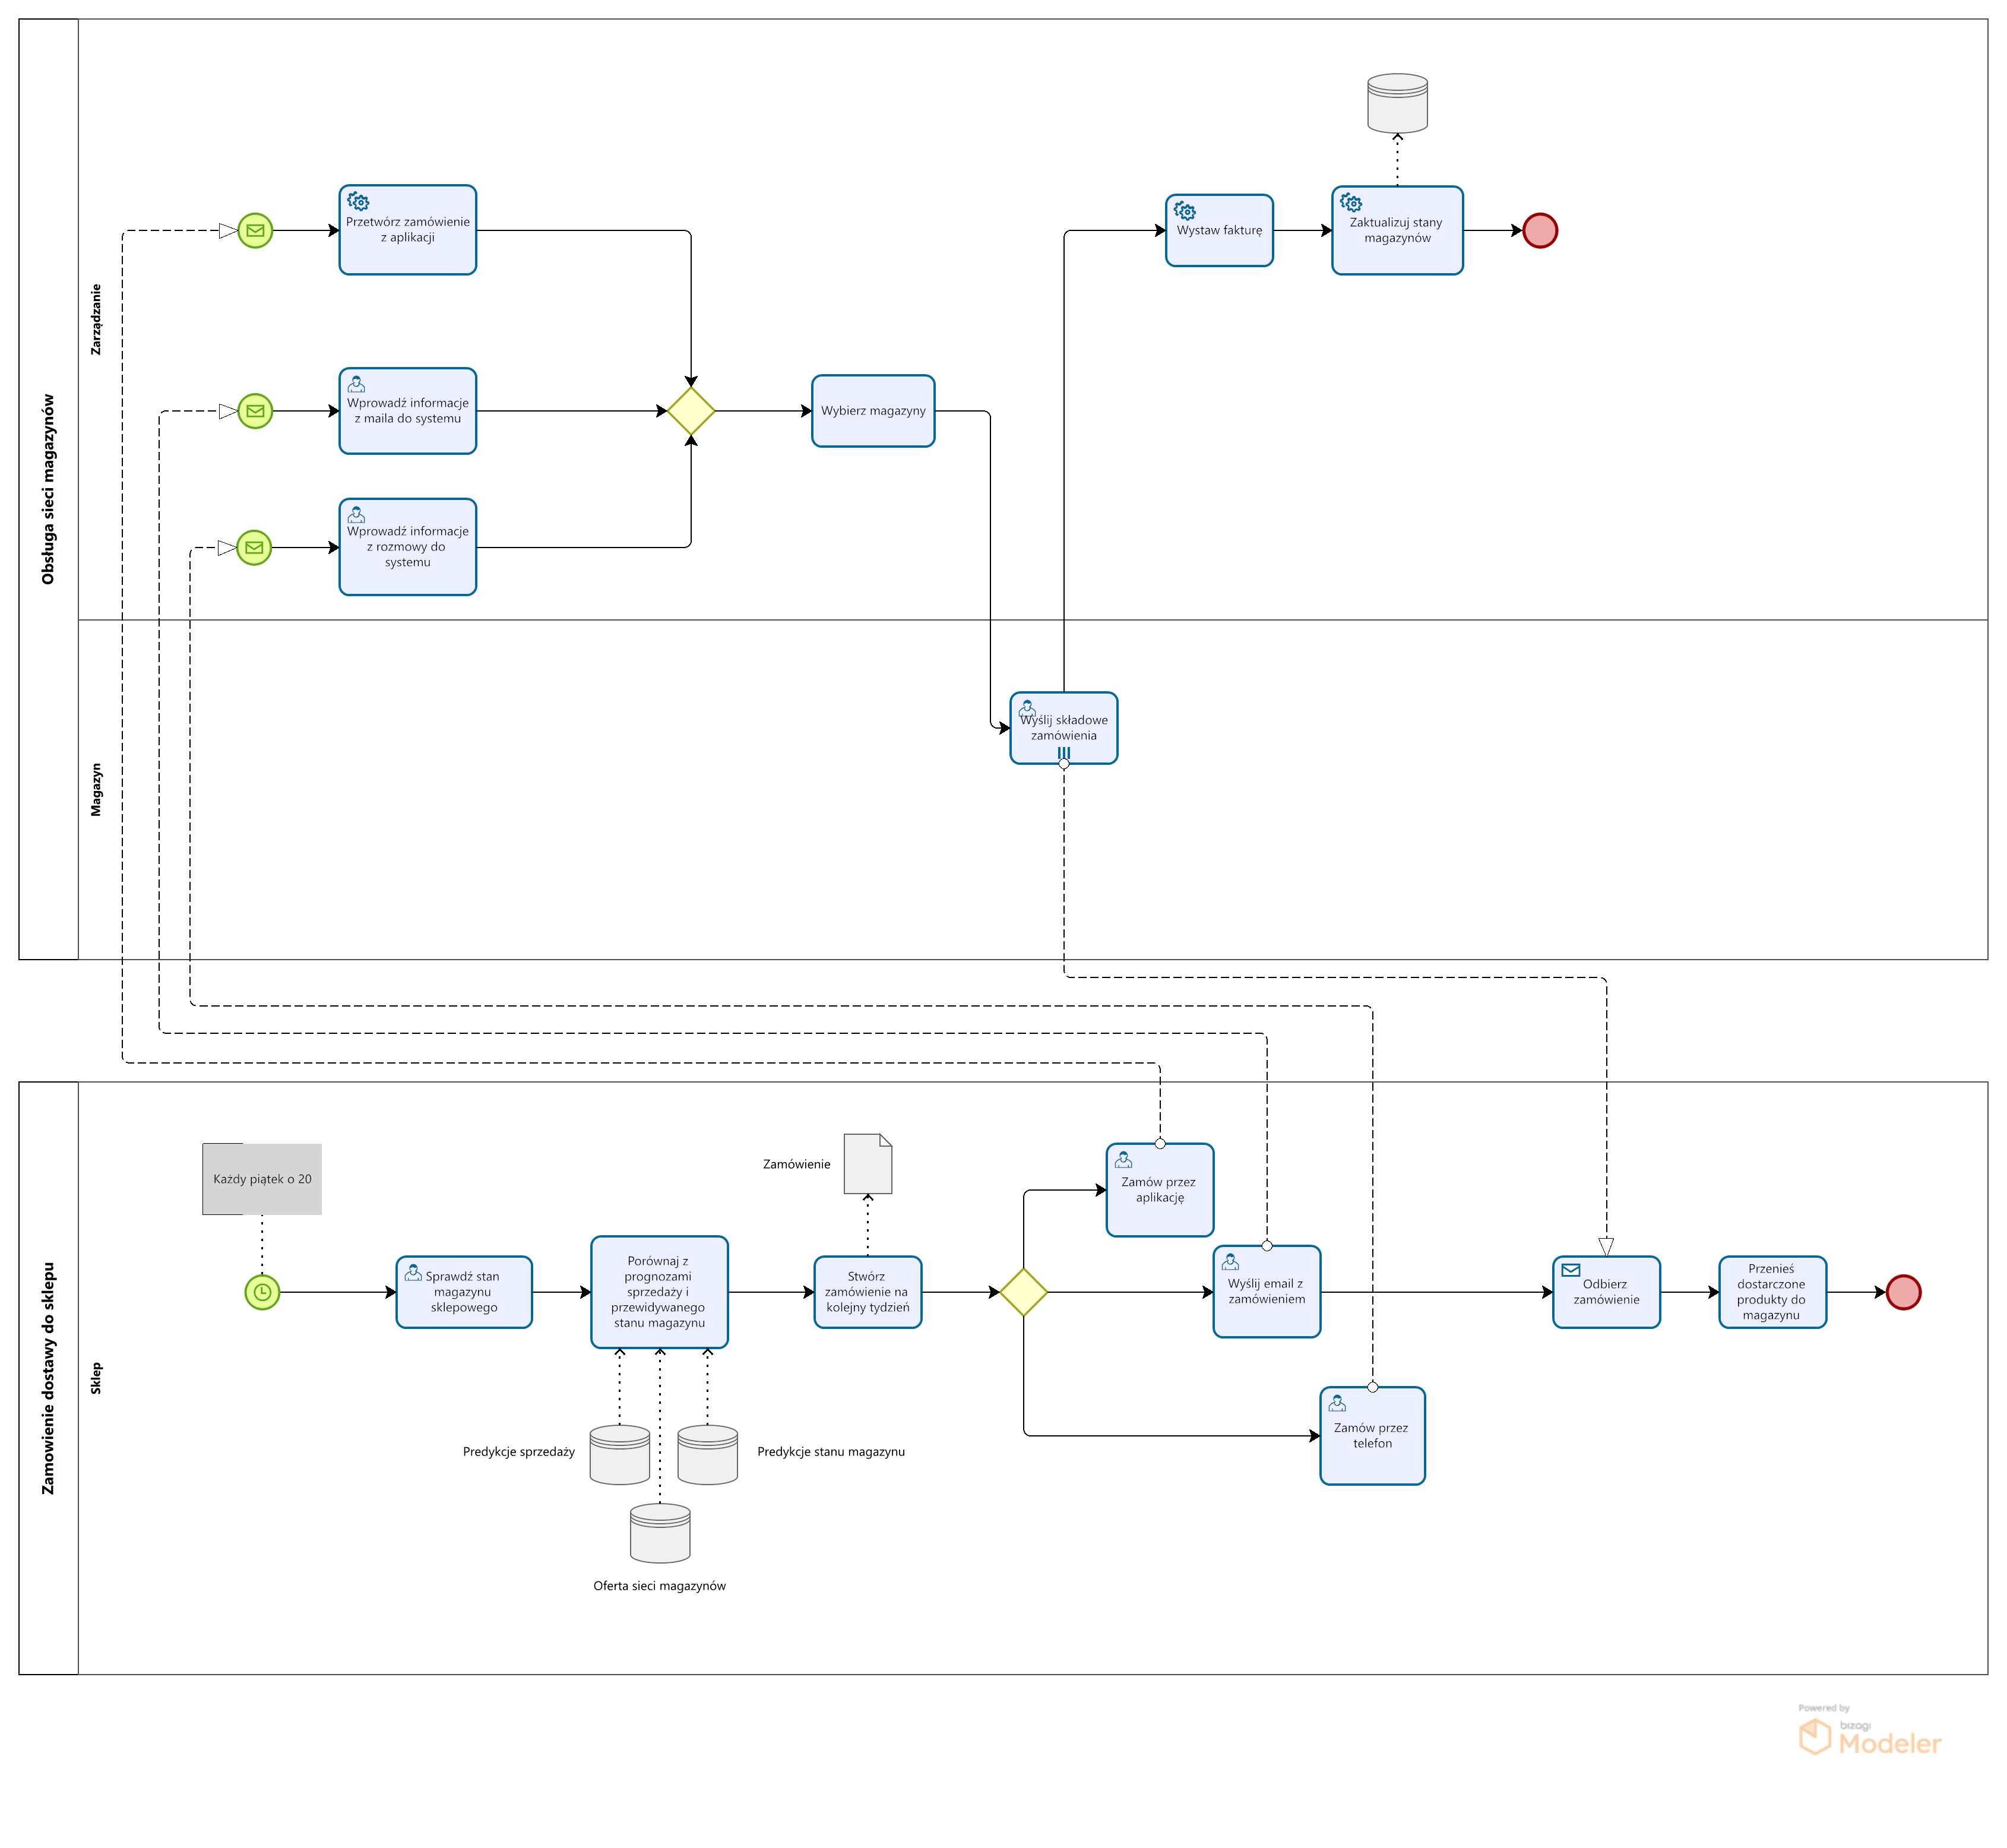 Obsługa sieci magazynów
Zarządzanie
Przetwórz zamówienie
z aplikacji
Wystaw fakturę
Zaktualizuj stany
magazynów
Wprowadź informacje
z maila do systemu
Wybierz magazyny
Wprowadź informacje
z rozmowy do
systemu
Magazyn
Wyślij składowe
zamówienia
Zamowienie dostawy do sklepu
Sklep
Każdy piątek o 20
Zamówienie
Zamów przez
aplikację
Sprawdź stan
magazynu
sklepowego
Porównaj z
prognozami
sprzedaży i
przewidywanego
stanu magazynu
Stwórz
zamówienie na
kolejny tydzień
Wyślij email z
zamówieniem
Odbierz
zamówienie
Przenieś
dostarczone
produkty do
magazynu
Zamów przez
telefon
Predykcje sprzedaży
Predykcje stanu magazynu
Oferta sieci magazynów
Powered by
bizagi
Modeler